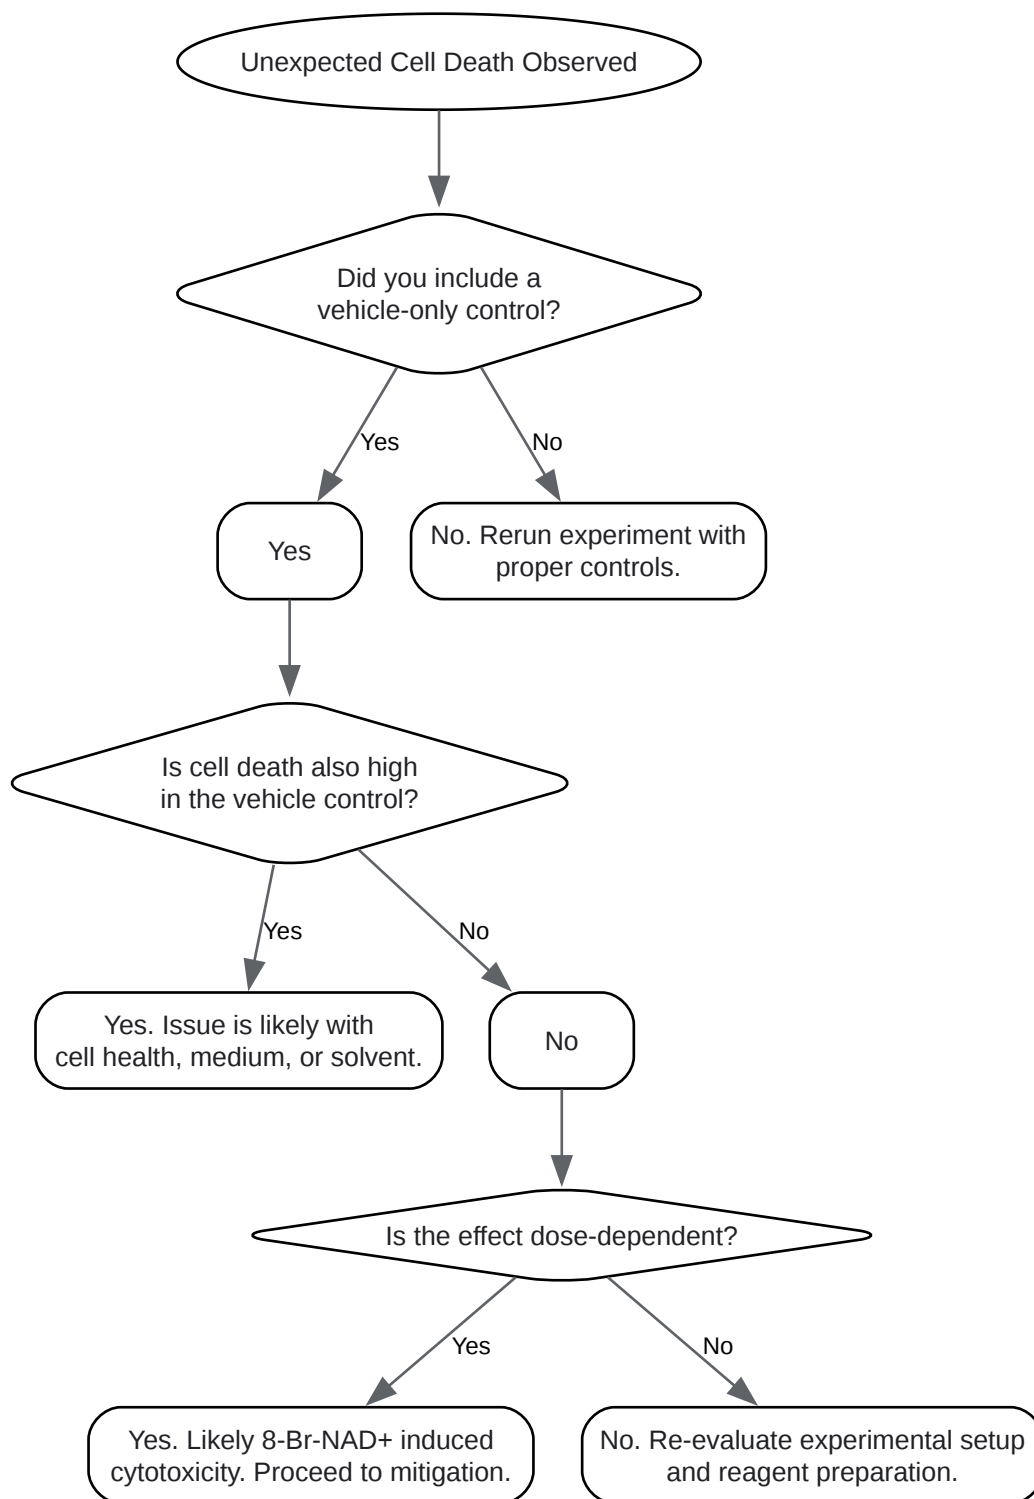 Unexpected Cell Death Observed
Did you include a
vehicle-only control?
Yes
No
Yes
No. Rerun experiment with
proper controls.
Is cell death also high
in the vehicle control?
Yes
No
Yes. Issue is likely with
cell health, medium, or solvent.
No
Is the effect dose-dependent?
Yes
No
Yes. Likely 8-Br-NAD+ induced
cytotoxicity. Proceed to mitigation.
No. Re-evaluate experimental setup
and reagent preparation.